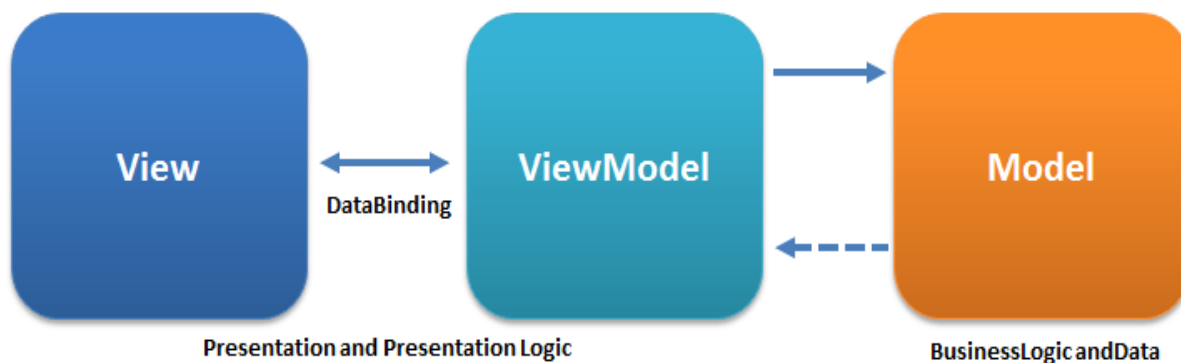 View
ViewModel
Model
DataBinding
Presentation and Presentation Logic
BusinessLogic andData